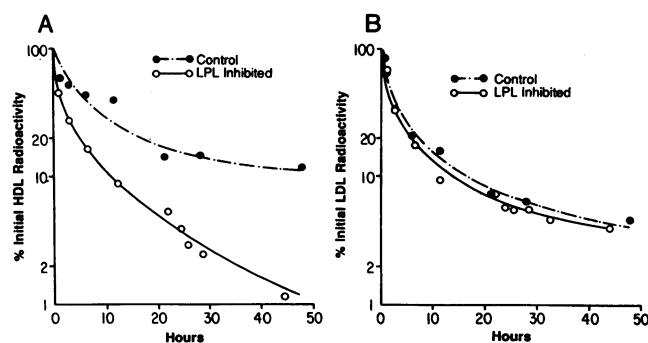 A
% Initial HDL Radioactivity
100
20
10
2
1
Control
LPL Inhibited
0 10 20 30 40 50
Hours
B
% Initial LDL Radioactivity
100
20
10
2
1
Control
LPL Inhibited
0 10 20 30 40 50
Hours